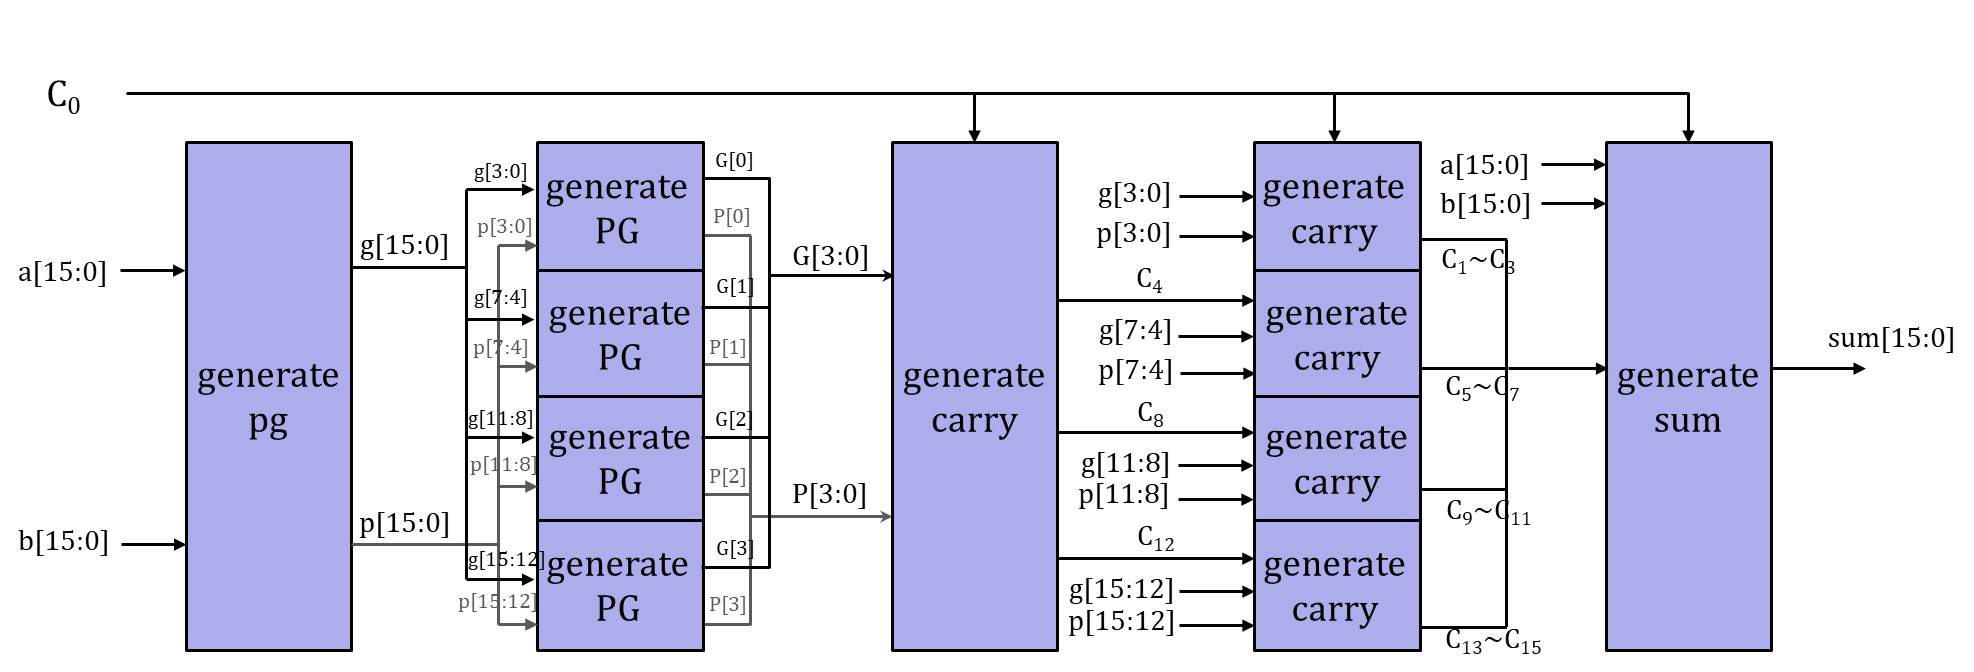 C0
a[15:0]
b[15:0]
generate
pg
g[15:0]
p[15:0]
g[3:0]
p[3:0]
g[7:4]
p[7:4]
g[11:8]
p[11:8]
g[15:12]
p[15:12]
generate
PG
generate
PG
generate
PG
generate
PG
G[0]
P[0]
G[1]
P[1]
G[2]
P[2]
G[3]
P[3]
G[3:0]
P[3:0]
generate
carry
g[3:0]
p[3:0]
C4
g[7:4]
p[7:4]
C8
g[11:8]
p[11:8]
C12
g[15:12]
p[15:12]
generate
carry
generate
carry
generate
carry
generate
carry
a[15:0]
b[15:0]
C1~C3
C5~C7
C9~C11
C13~C15
generate
sum
sum[15:0]